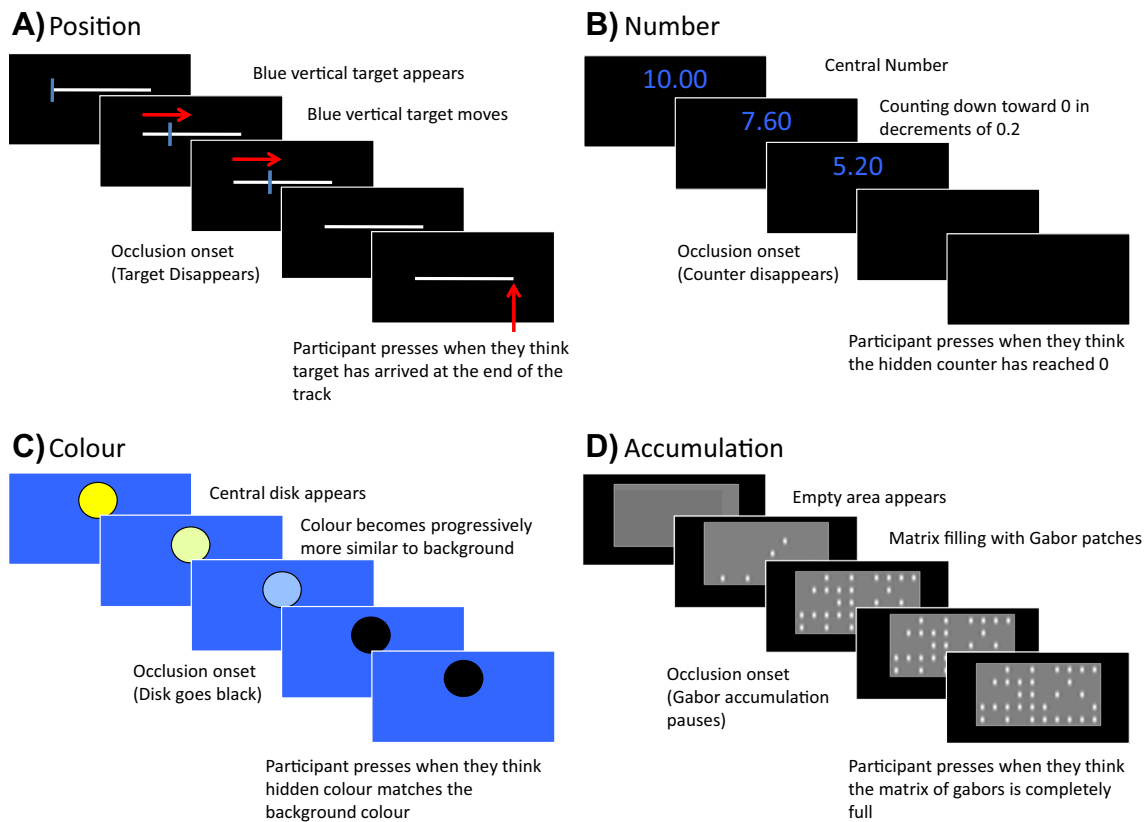 A) Position
Blue vertical target appears
Blue vertical target moves
Occlusion onset
(Target Disappears)
Participant presses when they think
target has arrived at the end of the
track
B) Number
10.00
Central Number
7.60
Counting down toward 0 in
decrements of 0.2
5.20
Occlusion onset
(Counter disappears)
Participant presses when they think
the hidden counter has reached 0
C) Colour
Central disk appears
Colour becomes progressively
more similar to background
Occlusion onset
(Disk goes black)
Participant presses when they think
hidden colour matches the
background colour
D) Accumulation
Empty area appears
Matrix filling with Gabor patches
Occlusion onset
(Gabor accumulation
pauses)
Participant presses when they think
the matrix of gabors is completely
full